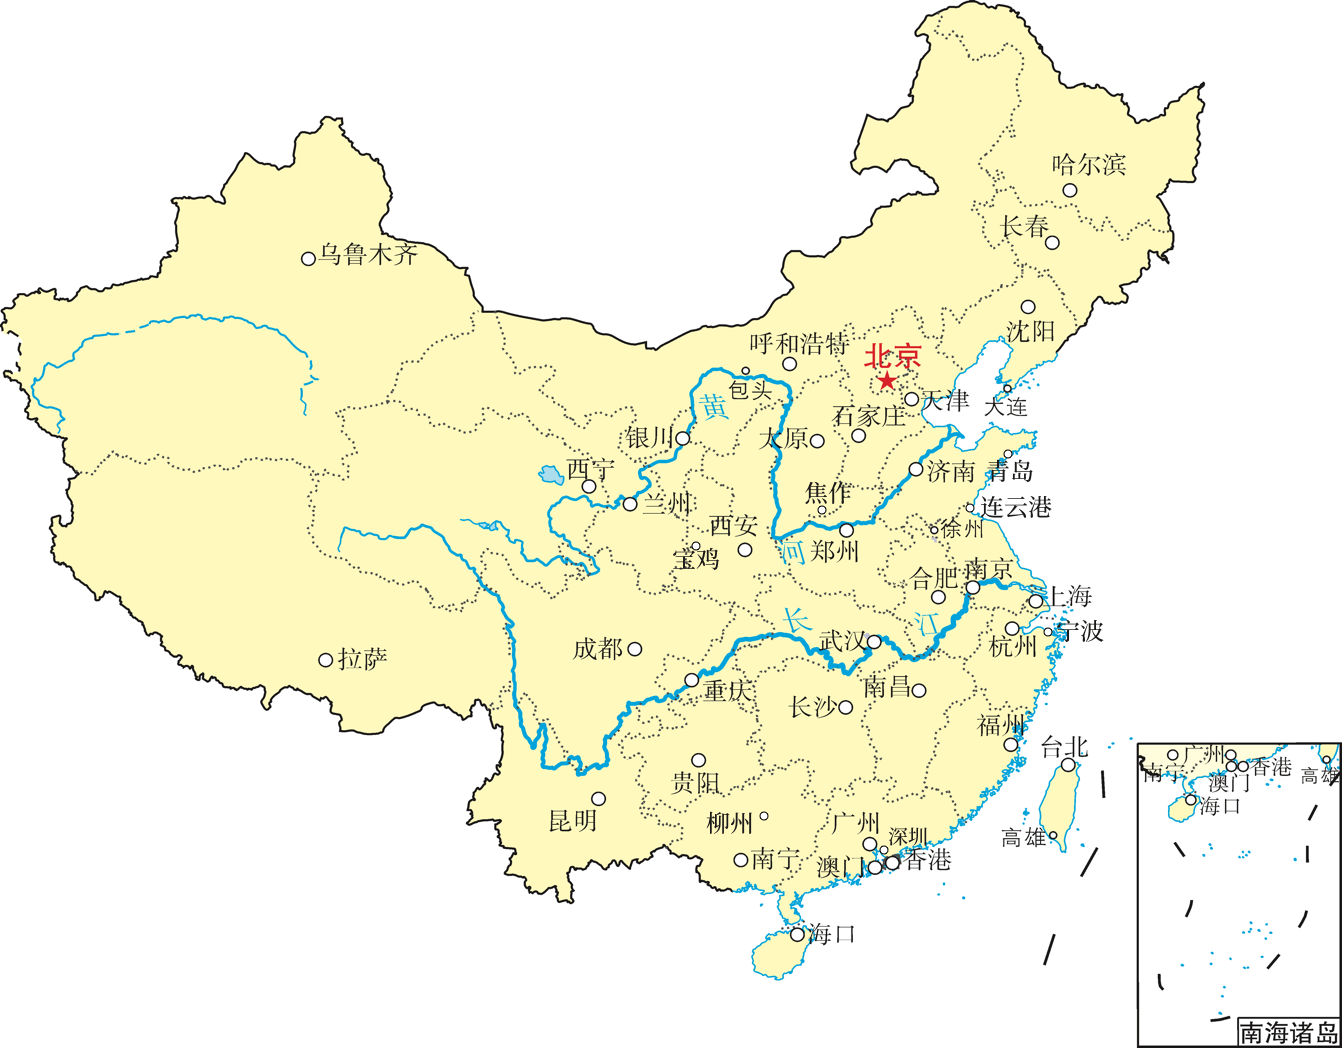 哈尔滨
长春
乌鲁木齐
沈阳
呼和浩特
北京
包头
天津
大连
黄
石家庄
银川
太原
西宁
济南
青岛
焦作
兰州
连云港
西安
徐州
宝鸡
河
郑州
合肥
南京
上海
长
江
武汉
宁波
成都
杭州
拉萨
重庆
南昌
长沙
福州
台北
贵阳
昆明
柳州
广州
深圳
高雄
南宁
澳门
香港
海口
广州
南宁
香港
澳门
高雄
海口
南海诸岛